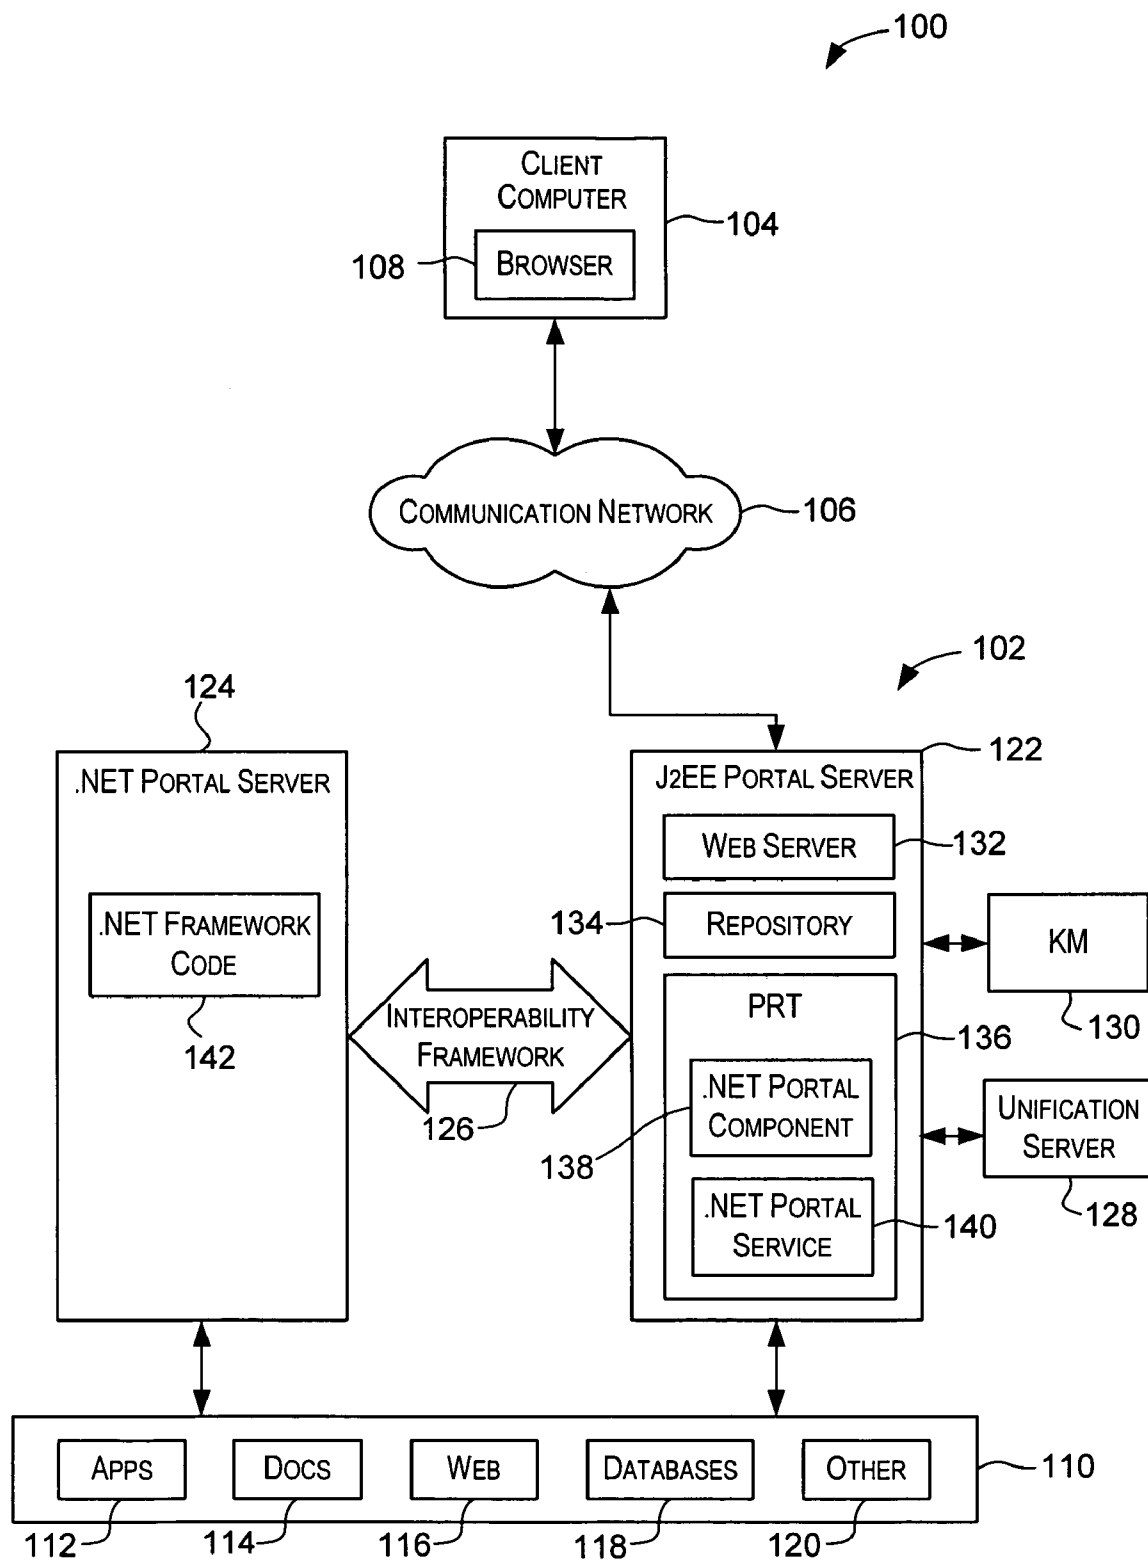 100
CLIENT
COMPUTER
104
108
BROWSER
COMMUNICATION NETWORK
106
102
124
122
.NET PORTAL SERVER
J2EE PORTAL SERVER
WEB SERVER
132
.NET FRAMEWORK
CODE
134
REPOSITORY
KM
142
INTEROPERABILITY
FRAMEWORK
PRT
136
130
126
.NET PORTAL
COMPONENT
138
UNIFICATION
SERVER
.NET PORTAL
SERVICE
140
128
APPS
DOCS
WEB
DATABASES
OTHER
110
112
114
116
118
120